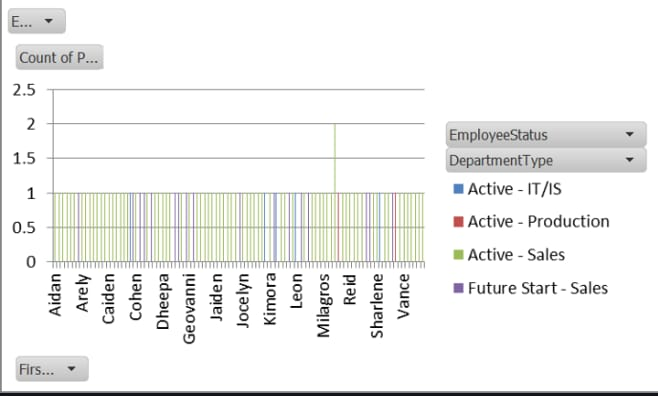 E...
Count of P...
2.5
2
1.5
1
0.5
0
Aidan
Arely
Caiden
Cohen
Dheepa
Geovanni
Jaiden
Jocelyn
Kimora
Leon
Milagros
Reid
Sharlene
Vance
EmployeeStatus
DepartmentType
Active - IT/IS
Active - Production
Active - Sales
Future Start - Sales
Firs...